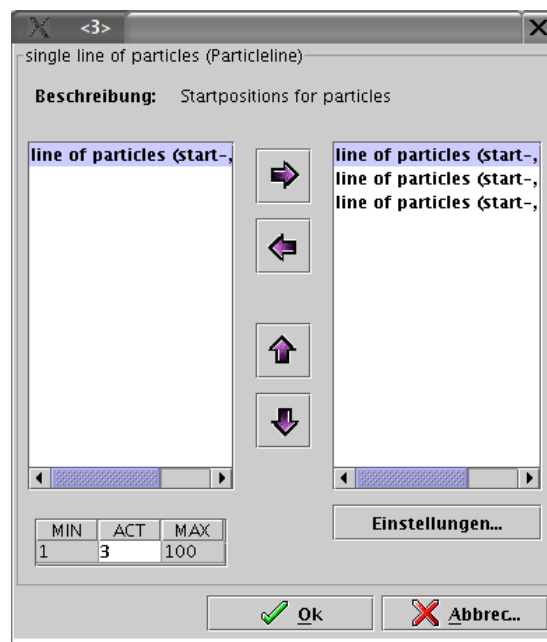 <3>
single line of particles (Particleline)
Beschreibung: Startpositions for particles
line of particles (start-,
line of particles (start-,
line of particles (start-,
line of particles (start-,
Einstellungen...
MIN ACT MAX
1 3 100
Ok Abbrec...